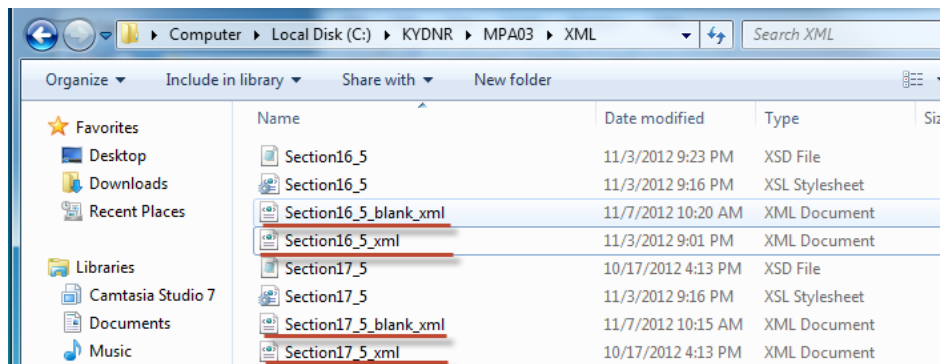 Computer Local Disk (C:) KYDNR MPA03 XML Search XML
Organize Include in library Share with New folder
Favorites
Desktop
Downloads
Recent Places
Libraries
Camtasia Studio 7
Documents
Music
Name Date modified Type
Section16_5 11/3/2012 9:23 PM XSD File
Section16_5 11/3/2012 9:16 PM XSL Stylesheet
Section16_5_blank_xml 11/7/2012 10:20 AM XML Document
Section16_5_xml 11/3/2012 9:01 PM XML Document
Section17_5 10/17/2012 4:13 PM XSD File
Section17_5 11/3/2012 9:16 PM XSL Stylesheet
Section17_5_blank_xml 11/7/2012 10:15 AM XML Document
Section17_5_xml 10/17/2012 4:13 PM XML Document